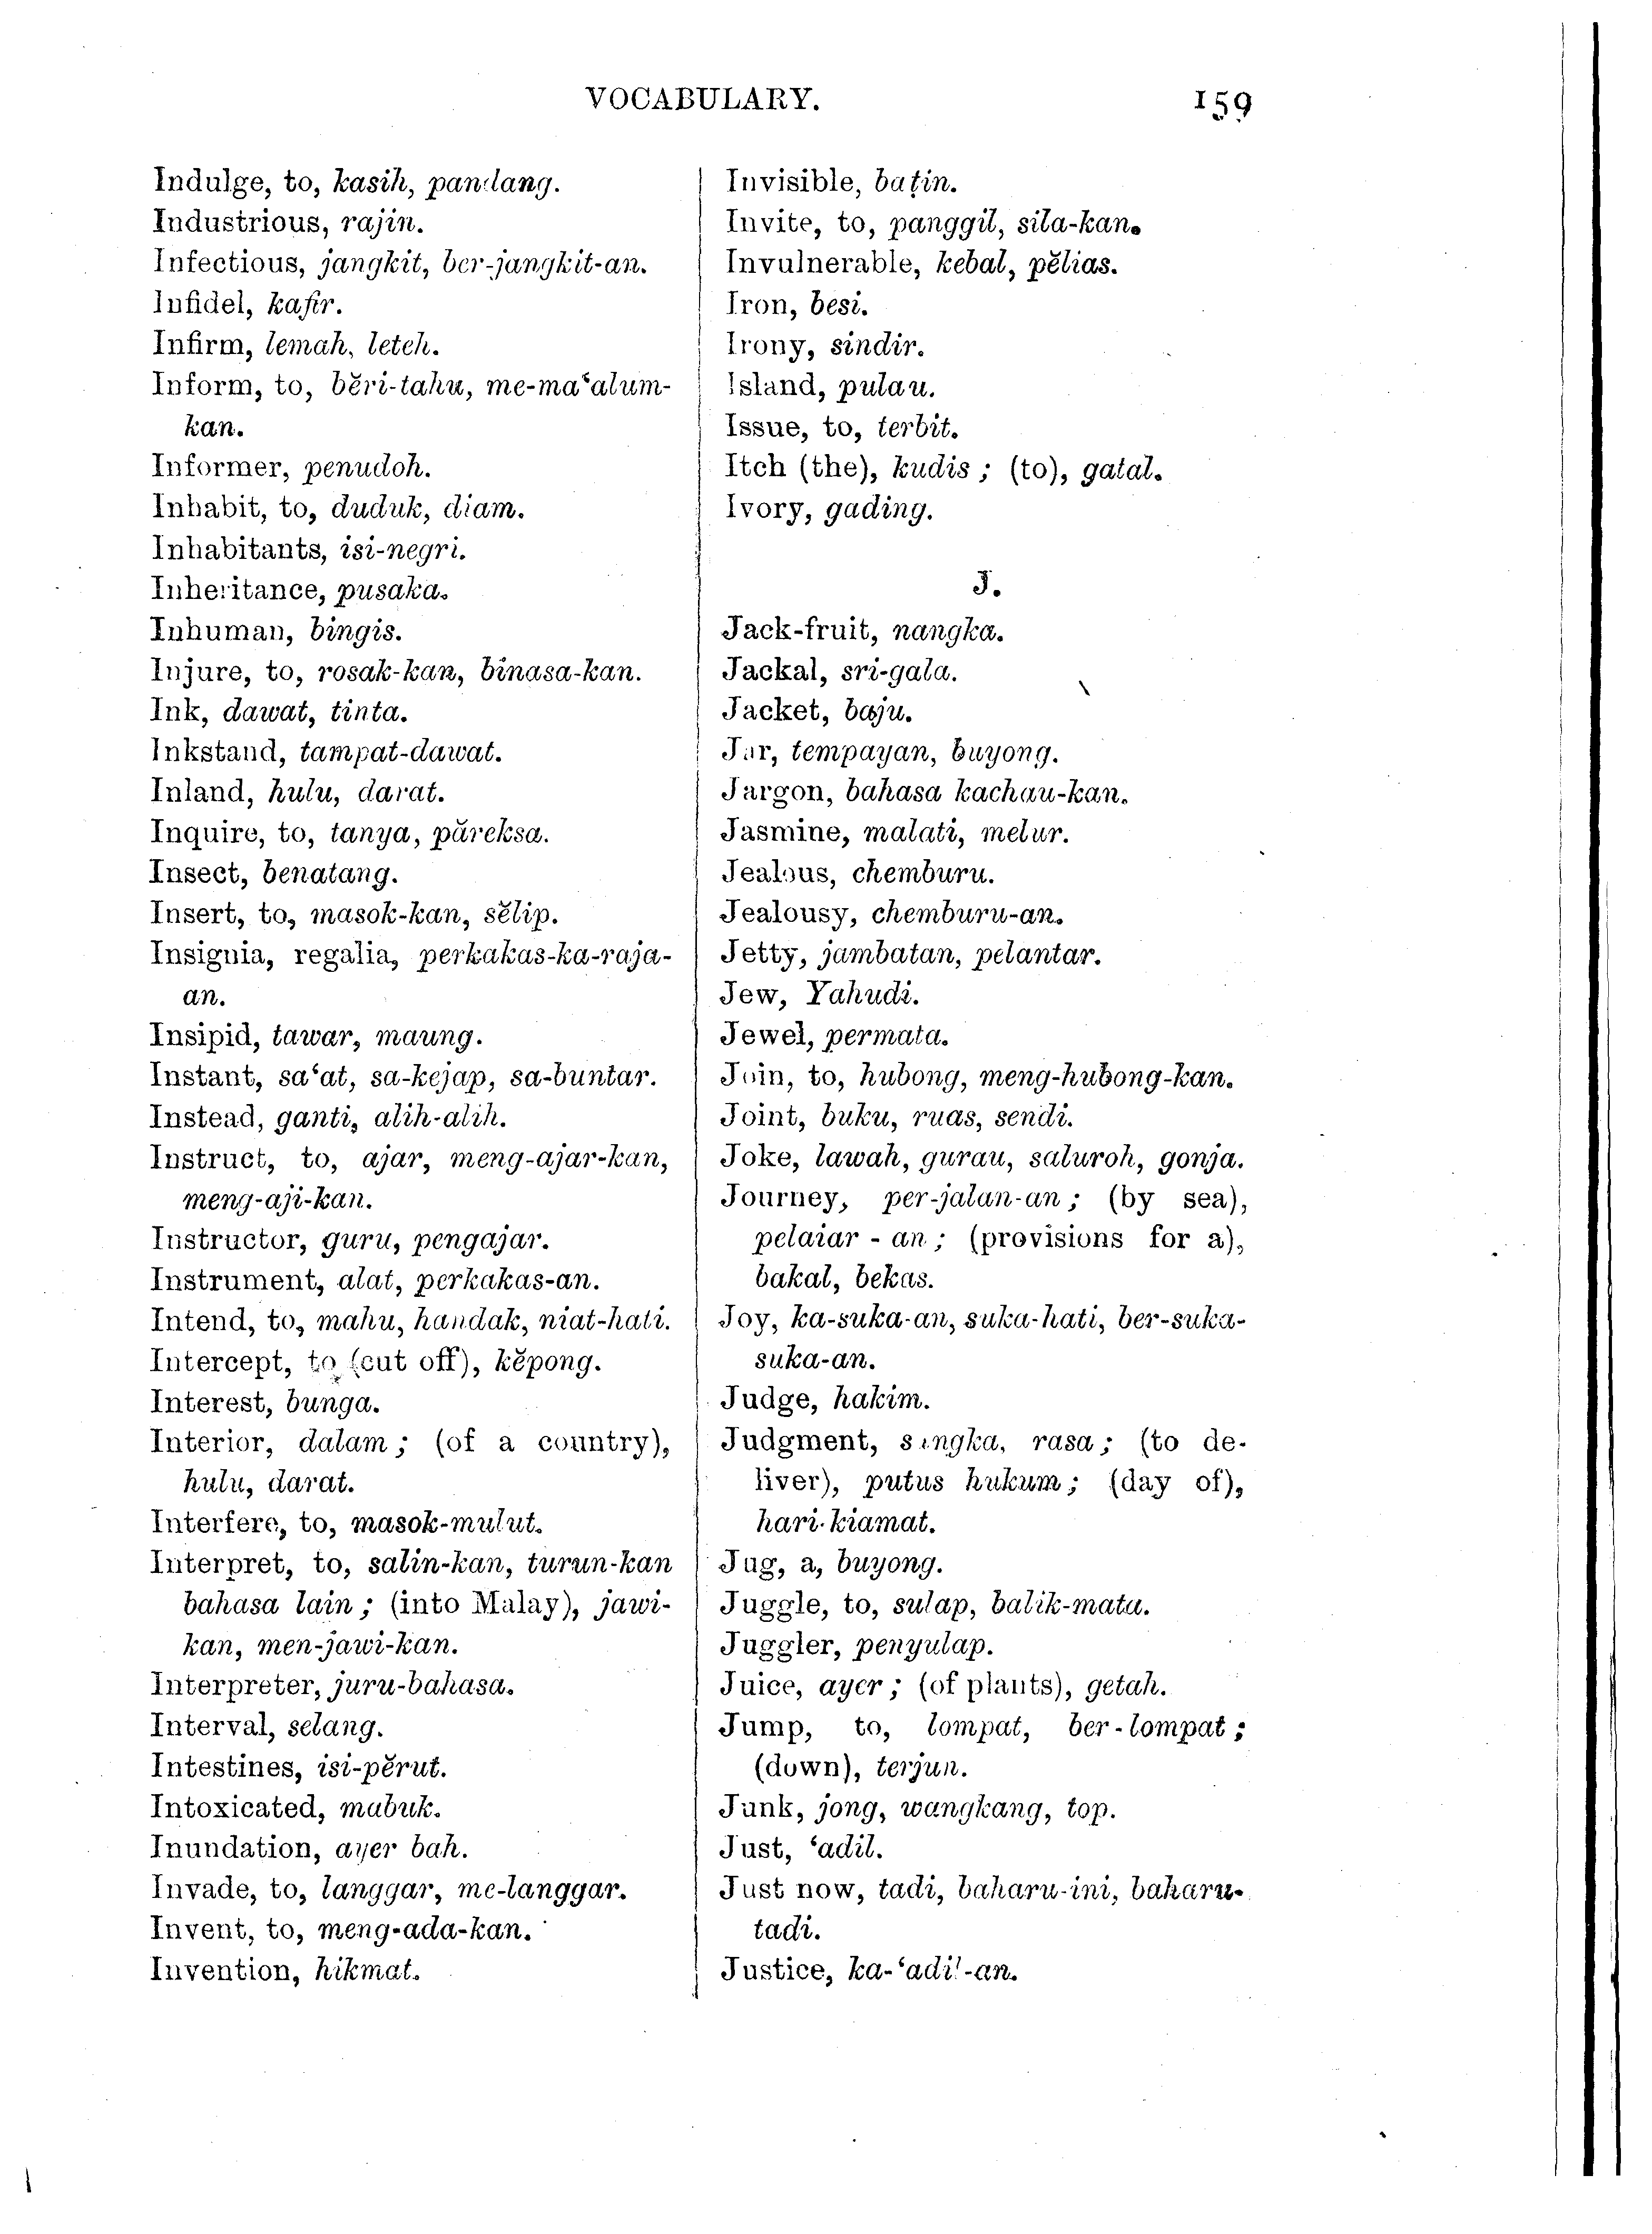 VOCABULARY. 159
Indulge, to, kasih, pandang.
Industrious, rajin.
Infectious, jangkit, ber-jangkit-an.
Infidel, kafir.
Infirm, lemah, leteh.
Inform, to, bĕri-tahu, me-ma‘alum-
kan.
Informer, penudoh.
Inhabit, to, duduk, diam.
Inhabitants, isi-negri.
Inheritance, pusaka.
Inhuman, bingis.
Injure, to, rosak-kan, binasa-kan.
Ink, dawat, tinta.
Inkstand, tampat-dawat.
Inland, hulu, darat.
Inquire, to, tanya, păreksa.
Insect, benatang.
Insert, to, masok-kan, sĕlip.
Insignia, regalia, perkakas-ka-raja-
an.
Insipid, tawar, maung.
Instant, sa‘at, sa-kejap, sa-buntar.
Instead, ganti, alih-alih.
Instruct, to, ajar, meng-ajar-kan,
meng-aji-kan.
Instructor, guru, pengajar.
Instrument, alat, perkakas-an.
Intend, to, mahu, handak, niat-hati.
Intercept, to (cut off), kĕpong.
Interest, bunga.
Interior, dalam; (of a country),
hulu, darat.
Interfere, to, masok-mulut.
Interpret, to, salin-kan, turun-kan
bahasa lain; (into Malay), jawi-
kan, men-jawi-kan.
Interpreter, juru-bahasa.
Interval, selang.
Intestines, isi-pĕrut.
Intoxicated, mabuk.
Inundation, ayer bah.
Invade, to, langgar, me-langgar.
Invent, to, meng-ada-kan.
Invention, hikmat.
Invisible, baṭin.
Invite, to, panggil, sila-kan.
Invulnerable, kebal, pĕlias.
Iron, besi.
Irony, sindir.
Island, pulau.
Issue, to, terbit.
Itch (the), kudis; (to), gatal.
Ivory, gading.
J.
Jack-fruit, nangka.
Jackal, sri-gala.
Jacket, baju.
Jar, tempayan, buyong.
Jargon, bahasa kachau-kan.
Jasmine, malati, melur.
Jealous, chemburu.
Jealousy, chemburu-an.
Jetty, jambatan, pelantar.
Jew, Yahudi.
Jewel, permata.
Join, to, hubong, meng-hubong-kan.
Joint, buku, ruas, sendi.
Joke, lawah, gurau, saluroh, gonja.
Journey, per-jalan-an; (by sea),
pelaiar-an; (provisions for a),
bakal, bekas.
Joy, ka-suka-an, suka-hati, ber-suka-
suka-an.
Judge, hakim.
Judgment, sangka, rasa; (to de-
liver), putus hukum; (day of),
hari-kiamat.
Jug, a, buyong.
Juggle, to, sulap, balik-mata.
Juggler, penyulap.
Juice, ayer; (of plants), getah.
Jump, to, lompat, ber-lompat;
(down), terjun.
Junk, jong, wangkang, top.
Just, ‘adil.
Just now, tadi, baharu-ini, baharu-
tadi.
Justice, ka-‘adil-an.